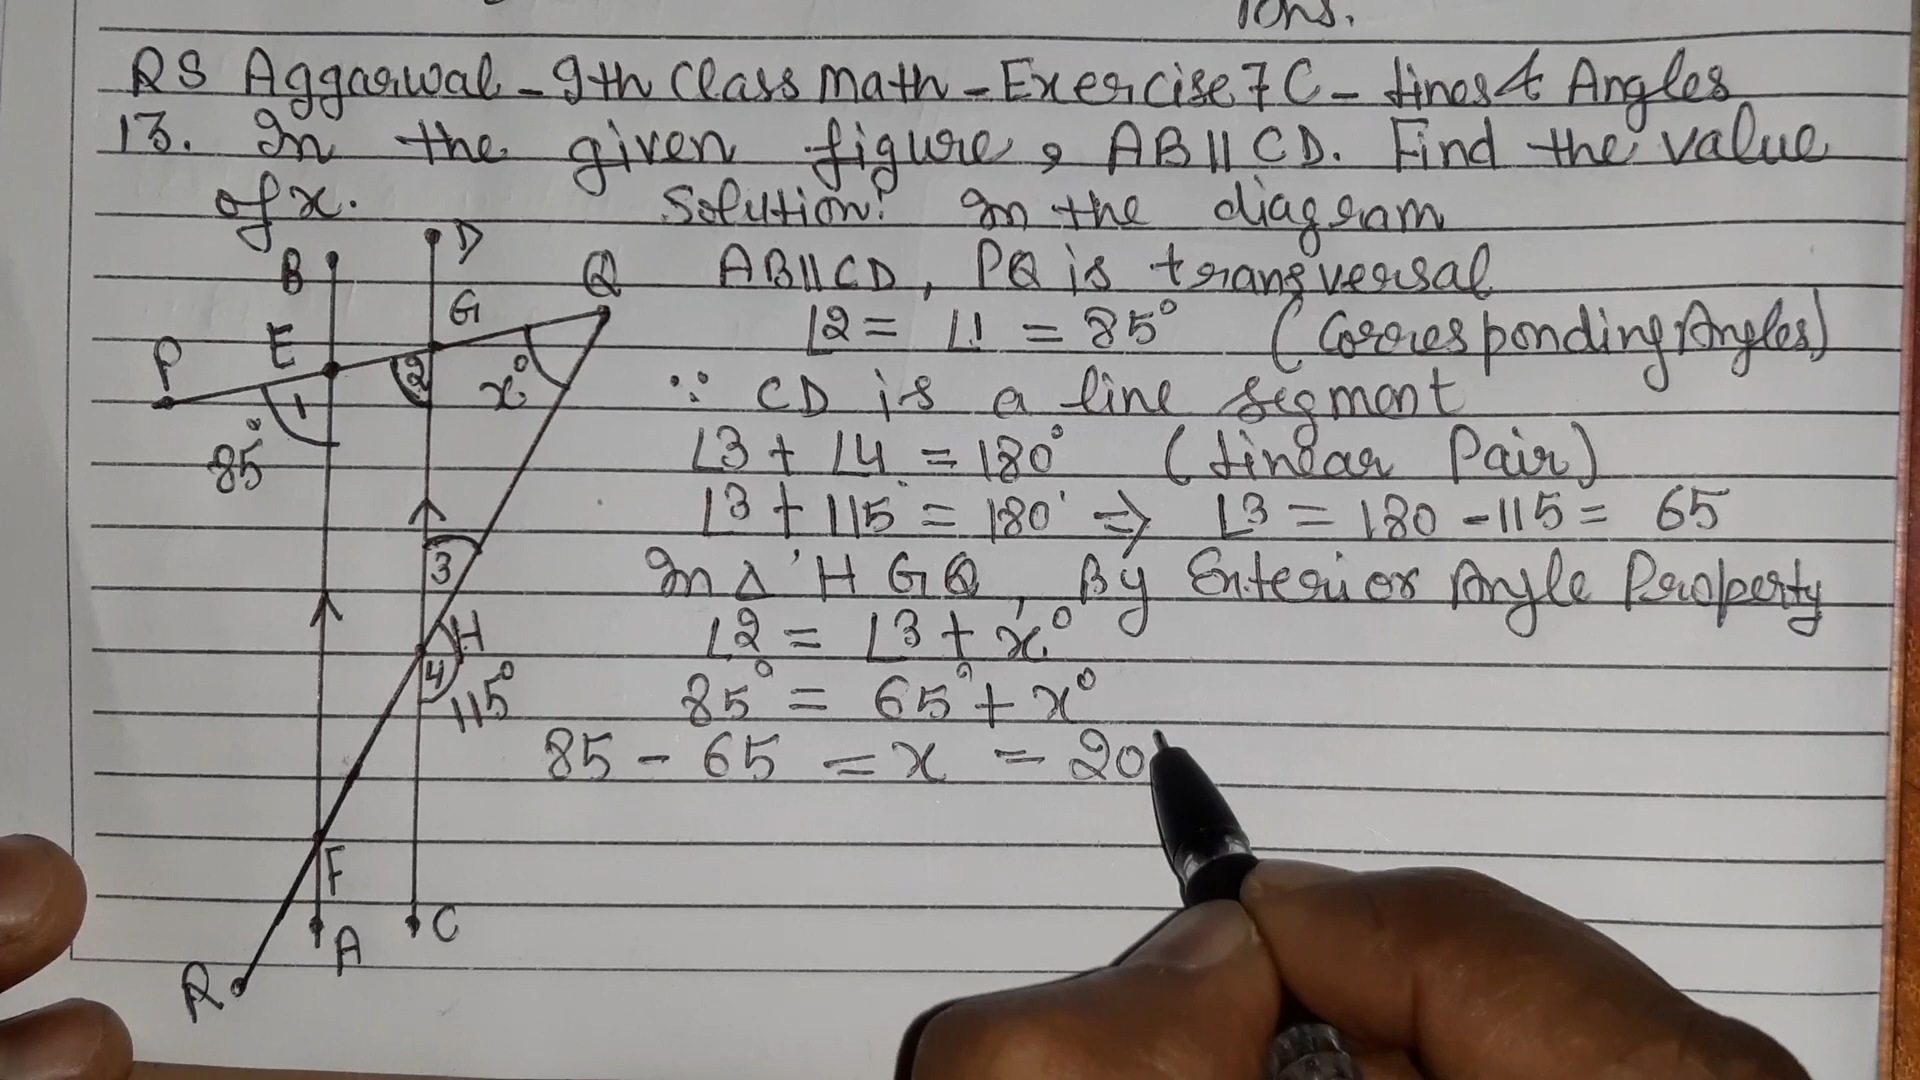 ions.
RS Aggarwal - 9th Class Math - Exercise 7C - Lines & Angles
13. In the given figure, AB||CD. Find the value
of x. Solution: In the diagram
AB||CD, PQ is transversal
∠2 = ∠1 = 85° (Corresponding Angles)
∵ CD is a line segment
∠3 + ∠4 = 180° (Linear Pair)
∠3 + 115° = 180° ⇒ ∠3 = 180 - 115 = 65
In Δ HGQ, By Exterior Angle Property
∠2 = ∠3 + x°
85° = 65° + x°
85 - 65 = x = 20
B
D
Q
G
E
P
1
2
x°
85°
3
H
4
115°
F
A
C
R